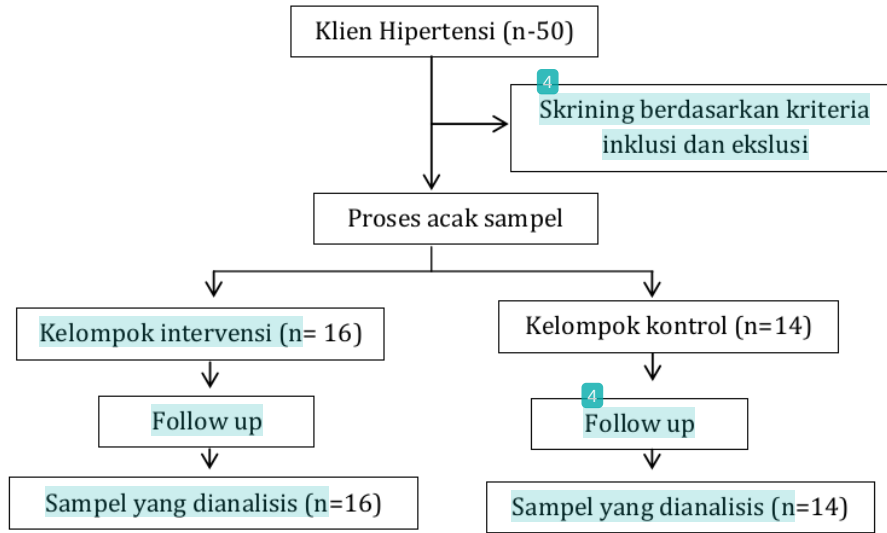 Klien Hipertensi (n-50)
4
Skrining berdasarkan kriteria
inklusi dan ekslusi
Proses acak sampel
Kelompok intervensi (n= 16)
Kelompok kontrol (n=14)
Follow up
4
Follow up
Sampel yang dianalisis (n=16)
Sampel yang dianalisis (n=14)